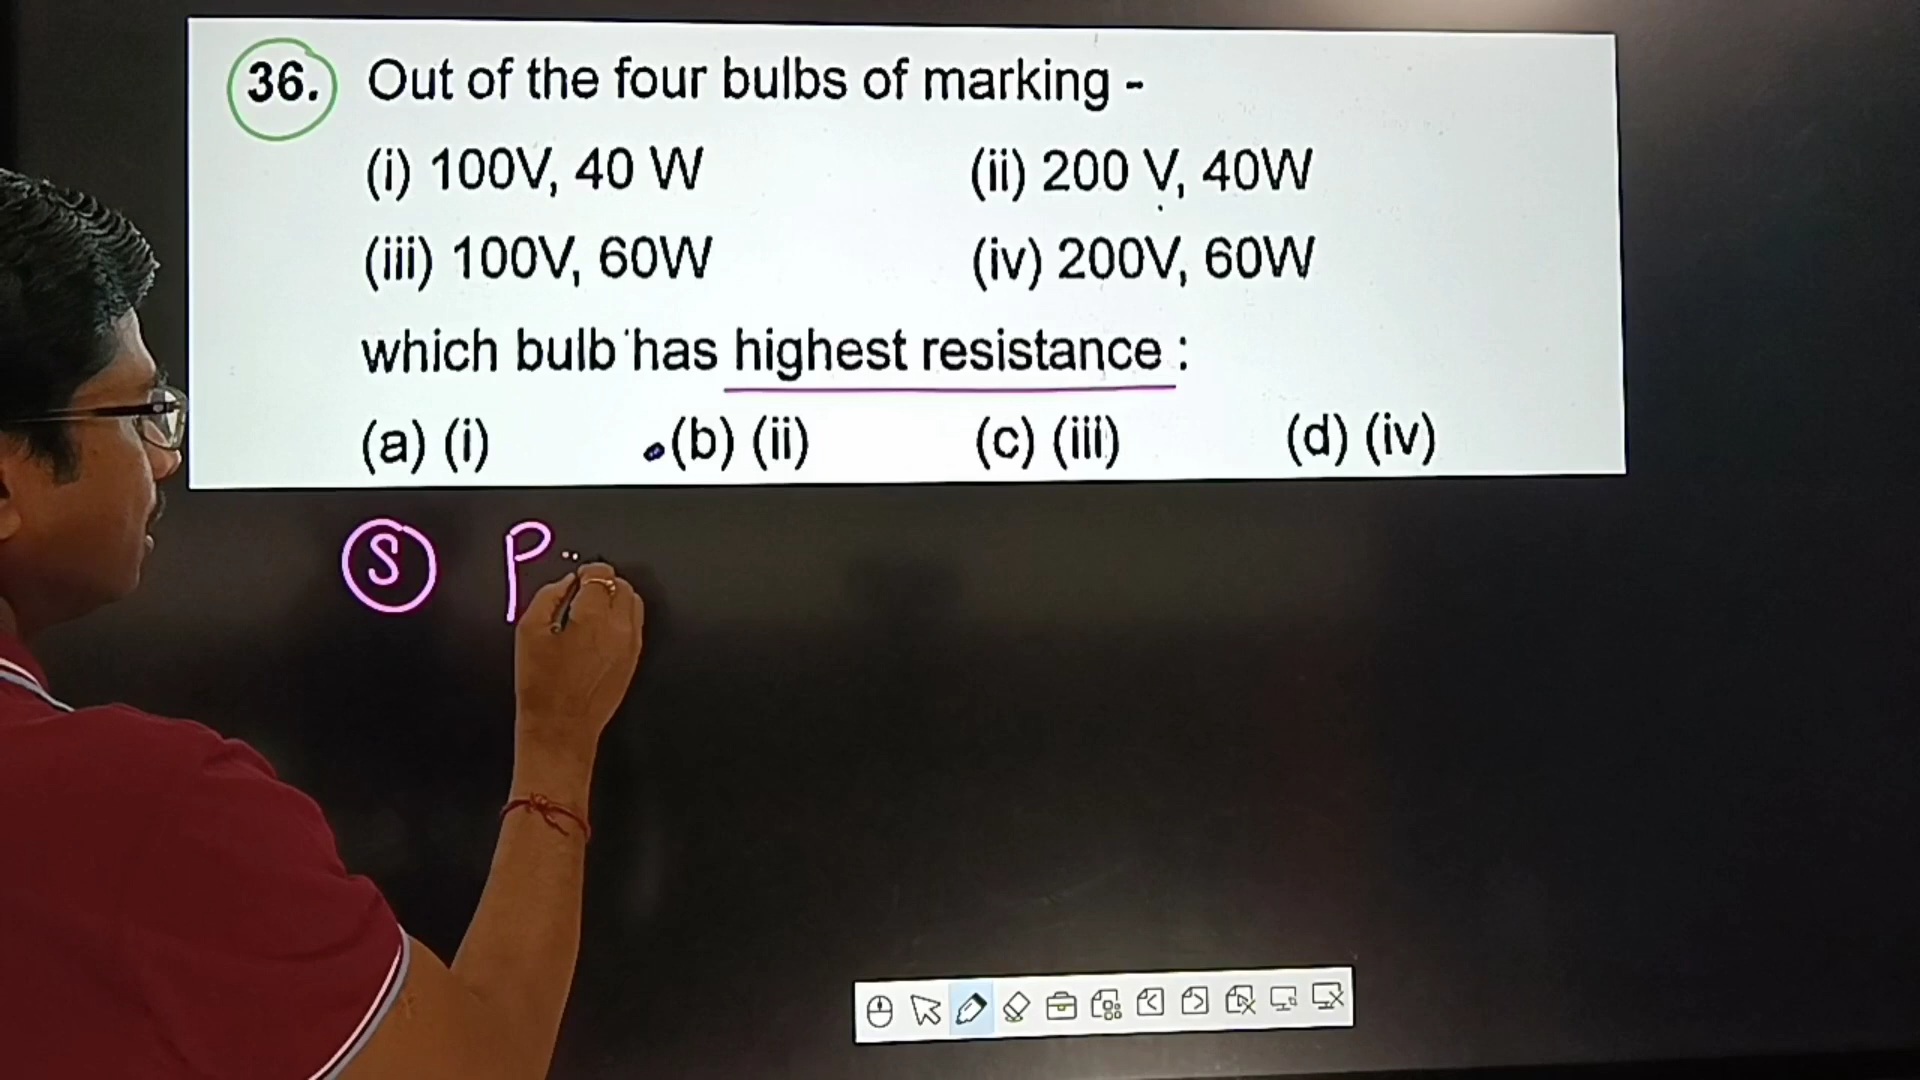 36. Out of the four bulbs of marking -
(i) 100V, 40 W (ii) 200 V, 40W
(iii) 100V, 60W (iv) 200V, 60W
which bulb has highest resistance :
(a) (i) (b) (ii) (c) (iii) (d) (iv)
S P